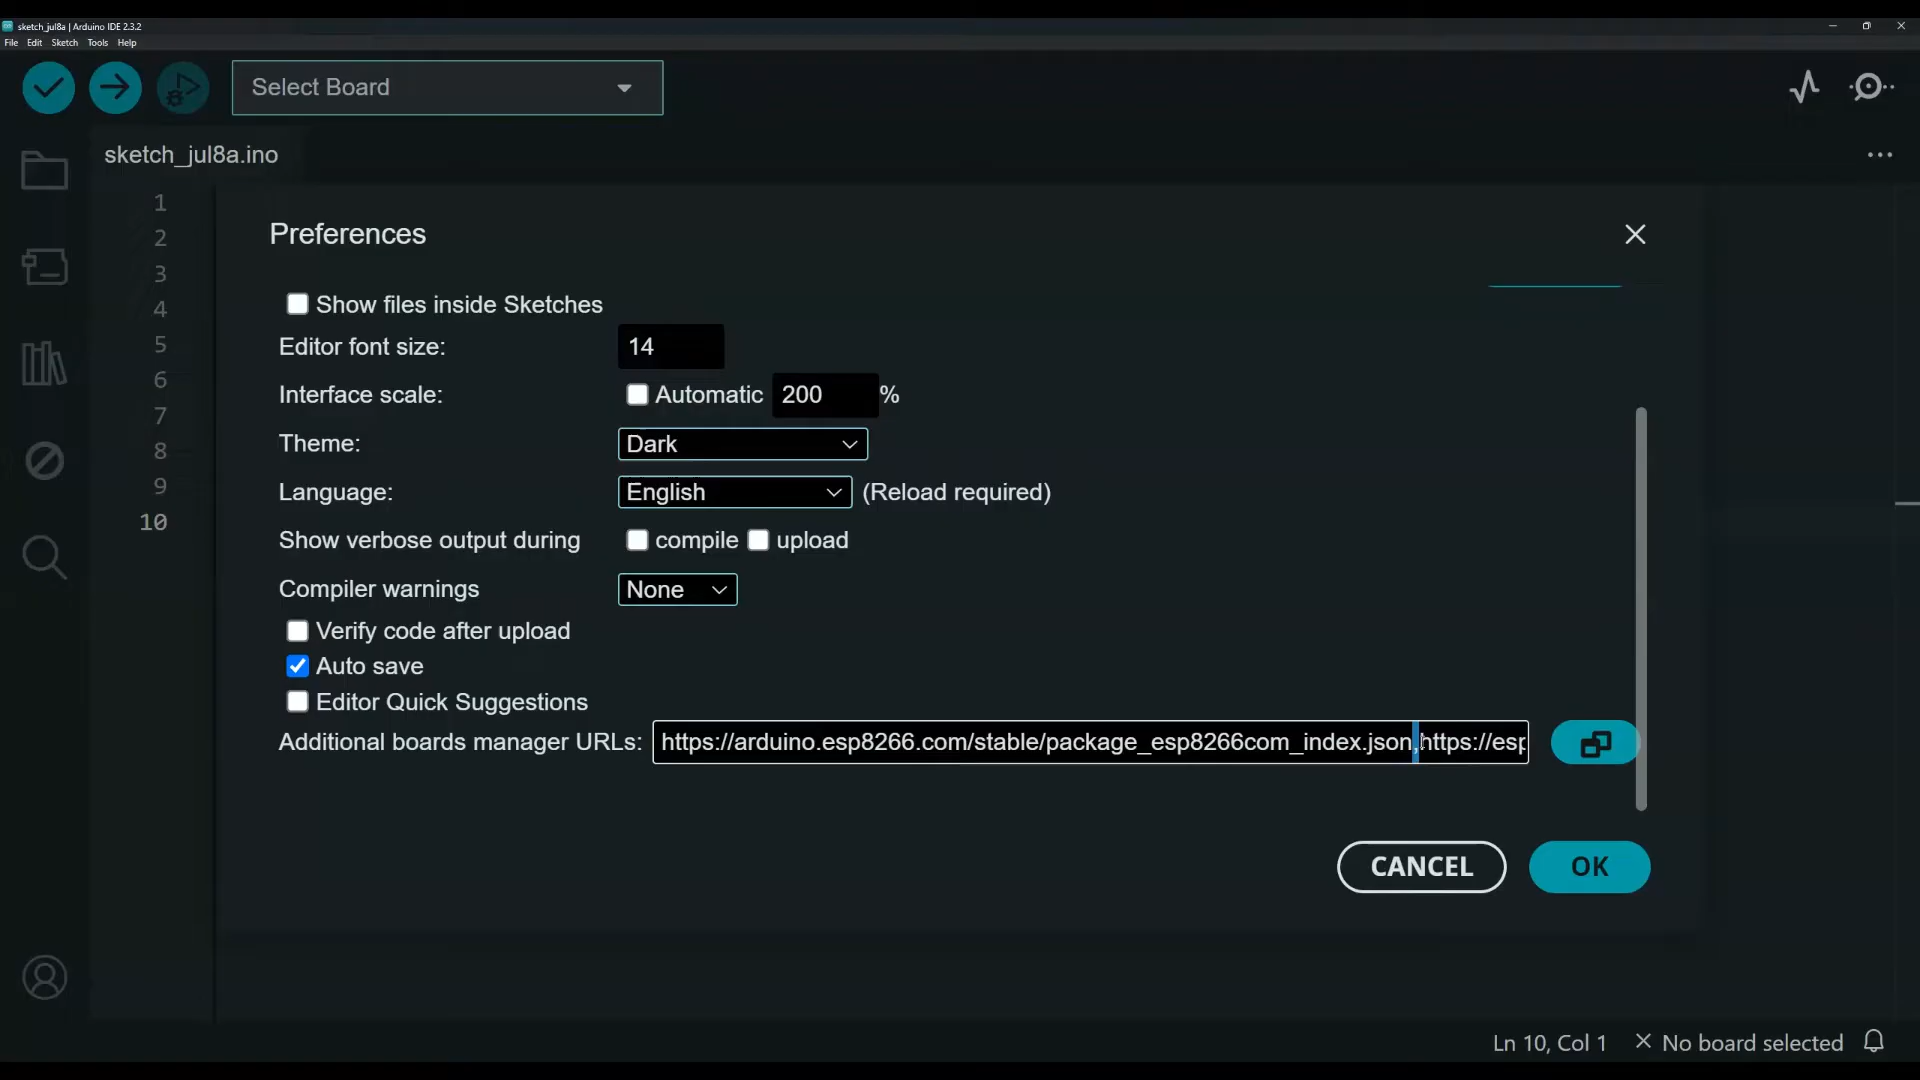 sketch_jul8a | Arduino IDE 2.3.2
File Edit Sketch Tools Help
Select Board
sketch_jul8a.ino
1
2
3
4
5
6
7
8
9
10
Preferences
Show files inside Sketches
Editor font size: 14
Interface scale: Automatic 200 %
Theme: Dark
Language: English (Reload required)
Show verbose output during compile upload
Compiler warnings None
Verify code after upload
Auto save
Editor Quick Suggestions
Additional boards manager URLs: https://arduino.esp8266.com/stable/package_esp8266com_index.json,https://esp
CANCEL OK
Ln 10, Col 1 No board selected